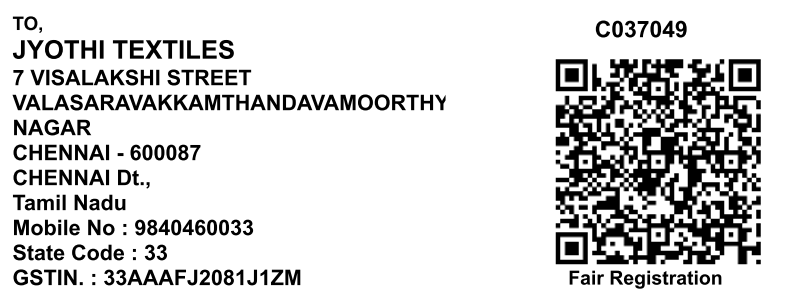 TO,
JYOTHI TEXTILES
7 VISALAKSHI STREET
VALASARAVAKKAMTHANDAVAMOORTHY
NAGAR
CHENNAI - 600087
CHENNAI Dt.,
Tamil Nadu
Mobile No : 9840460033
State Code : 33
GSTIN. : 33AAAFJ2081J1ZM
C037049
Fair Registration